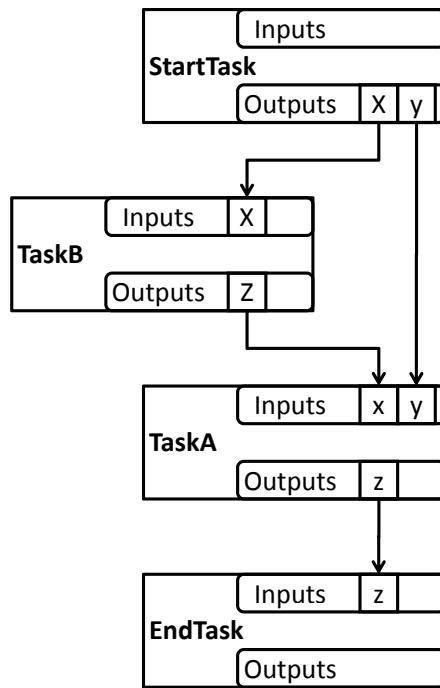 Inputs
StartTask
Outputs X y
Inputs X
TaskB
Outputs Z
Inputs x y
TaskA
Outputs z
Inputs z
EndTask
Outputs